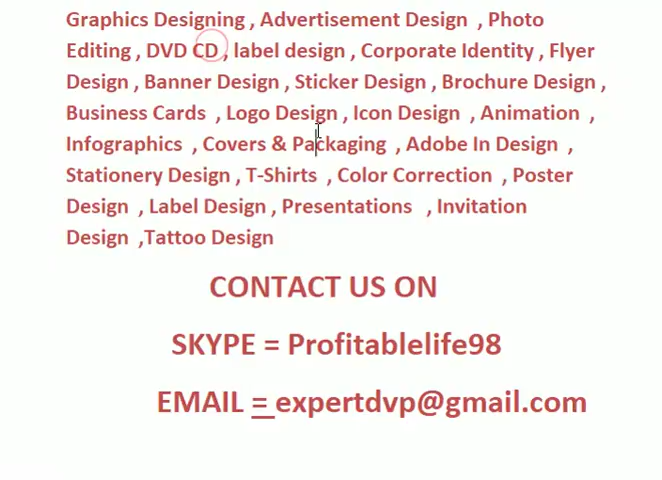 Graphics Designing , Advertisement Design , Photo
Editing , DVD CD , label design , Corporate Identity , Flyer
Design , Banner Design , Sticker Design , Brochure Design ,
Business Cards , Logo Design , Icon Design , Animation ,
Infographics , Covers & Packaging , Adobe In Design ,
Stationery Design , T-Shirts , Color Correction , Poster
Design , Label Design , Presentations , Invitation
Design ,Tattoo Design
CONTACT US ON
SKYPE = Profitablelife98
EMAIL = expertdvp@gmail.com